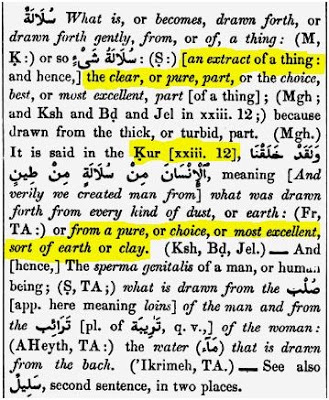 سُلَالَةٌ What is, or becomes, drawn forth, or
drawn forth gently, from, or of, a thing: (M,
Ḳ:) or so سُلَالَةُ شَىْءٍ: (Ṣ:) [an extract of a thing:
and hence,] the clear, or pure, part, or the choice,
best, or most excellent, part [of a thing]; (Mgh;
and Ksh and Bḍ and Jel in xxiii. 12;) because
drawn from the thick, or turbid, part. (Mgh.)
It is said in the Ḳur [xxiii. 12], وَلَقَدْ خَلَقْنَا
الْإِنْسَانَ مِنْ سُلَالَةٍ مِنْ طِينٍ, meaning [And
verily we created man from] what was drawn
forth from every kind of dust, or earth: (Fr,
TA:) or from a pure, or choice, or most excellent,
sort of earth or clay. (Ksh, Bḍ, Jel.) — And
[hence,] The sperma genitalis of a man, or human
being; (Ṣ, TA;) what is drawn from the صُلْب
[app. here meaning loins] of the man and from
the تَرَائِب [pl. of تَرِيبَة, q. v.,] of the woman:
(AHeyth, TA:) the water (مَآء) that is drawn
from the back. ('Ikrimeh, TA.) — See also
سَلِيلٌ, second sentence, in two places.